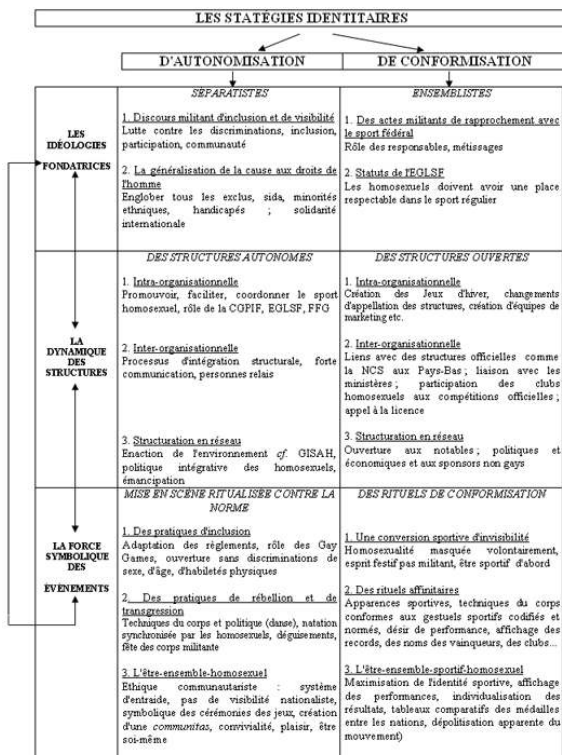 LES STATÉGIES IDENTITAIRES
D'AUTONOMISATION
DE CONFORMISATION
LES
IDÉOLOGIES
FONDATRICES
SÉPARATISTES
1. Discours militant d'inclusion et de visibilité
Lutte contre les discriminations, inclusion,
participation, communauté
2. La généralisation de la cause aux droits de
l'homme
Englober tous les exclus, sida, minorités
ethniques, handicapés ; solidarité
internationale
ENSEMBLISTES
1. Des actes militants de rapprochement avec
le sport fédéral
Rôle des responsables, métissages
2. Statuts de l'EGLSF
Les homosexuels doivent avoir une place
respectable dans le sport régulier
LA
DYNAMIQUE
DES
STRUCTURES
DES STRUCTURES AUTONOMES
1. Intra-organisationnelle
Promouvoir, faciliter, coordonner le sport
homosexuel, rôle de la CGPIF, EGLSF, FFG
2. Inter-organisationnelle
Processus d'intégration structurale, forte
communication, personnes relais
3. Structuration en réseau
Enaction de l'environnement cf. GISAH,
politique intégrative des homosexuels,
émancipation
DES STRUCTURES OUVERTES
1. Intra-organisationnelle
Création des Jeux d'hiver, changements
d'appellation des structures, création d'équipes de
marketing etc.
2. Inter-organisationnelle
Liens avec des structures officielles comme
la NCS aux Pays-Bas ; liaison avec les
ministères ; participation des clubs
homosexuels aux compétitions officielles ;
appel à la licence
3. Structuration en réseau
Ouverture aux notables ; politiques et
économiques et aux sponsors non gays
LA FORCE
SYMBOLIQUE
DES
ÉVÈNEMENTS
MISE EN SCÈNE RITUALISÉE CONTRE LA
NORME
1. Des pratiques d'inclusion
Adaptation des règlements, rôle des Gay
Games, ouverture sans discriminations de
sexe, d'âge, d'habiletés physiques
2. Des pratiques de rébellion et de
transgression
Techniques du corps et politique (danse), natation
synchronisée par les homosexuels, déguisements,
fête des corps militante
3. L'être-ensemble-homosexuel
Ethique communautariste : système
d'entraide, pas de visibilité nationaliste,
symbolique des cérémonies des jeux, création
d'une communitas, convivialité, plaisir, être
soi-même
DES RITUELS DE CONFORMISATION
1. Une conversion sportive d'invisibilité
Homosexualité masquée volontairement,
esprit festif pas militant, être sportif d'abord
2. Des rituels affinitaires
Apparences sportives, techniques du corps
conformes aux gestuels sportifs codifiés et
normés, désir de performance, affichage des
records, des noms des vainqueurs, des clubs...
3. L'être-ensemble-sportif-homosexuel
Maximisation de l'identité sportive, affichage
des performances, individualisation des
résultats, tableaux comparatifs des médailles
entre les nations, dépolitisation apparente du
mouvement)